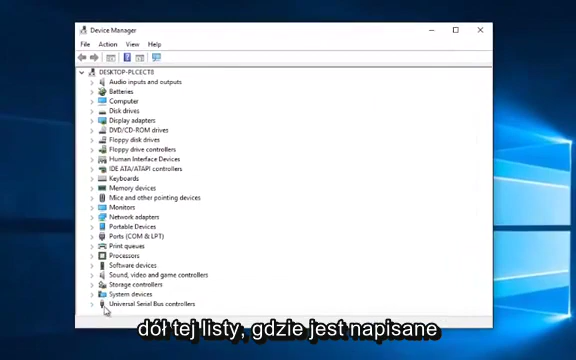 Device Manager
File Action View Help
DESKTOP-PLCECT8
Audio inputs and outputs
Batteries
Computer
Disk drives
Display adapters
DVD/CD-ROM drives
Floppy disk drives
Floppy drive controllers
Human Interface Devices
IDE ATA/ATAPI controllers
Keyboards
Memory devices
Mice and other pointing devices
Monitors
Network adapters
Portable Devices
Ports (COM & LPT)
Print queues
Processors
Software devices
Sound, video and game controllers
Storage controllers
System devices
Universal Serial Bus controllers
dół tej listy, gdzie jest napisane